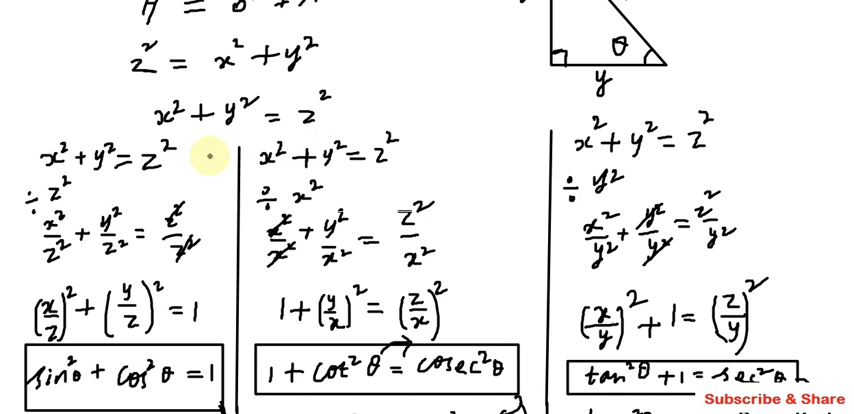 z² = x² + y²
θ
y
x² + y² = z²
x² + y² = z²
÷ z²
x²/z² + y²/z² = z²/z²
(x/z)² + (y/z)² = 1
sin²θ + cos²θ = 1
x² + y² = z²
÷ x²
x²/x² + y²/x² = z²/x²
1 + (y/x)² = (z/x)²
1 + cot²θ = cosec²θ
x² + y² = z²
÷ y²
x²/y² + y²/y² = z²/y²
(x/y)² + 1 = (z/y)²
tan²θ + 1 = sec²θ
Subscribe & Share